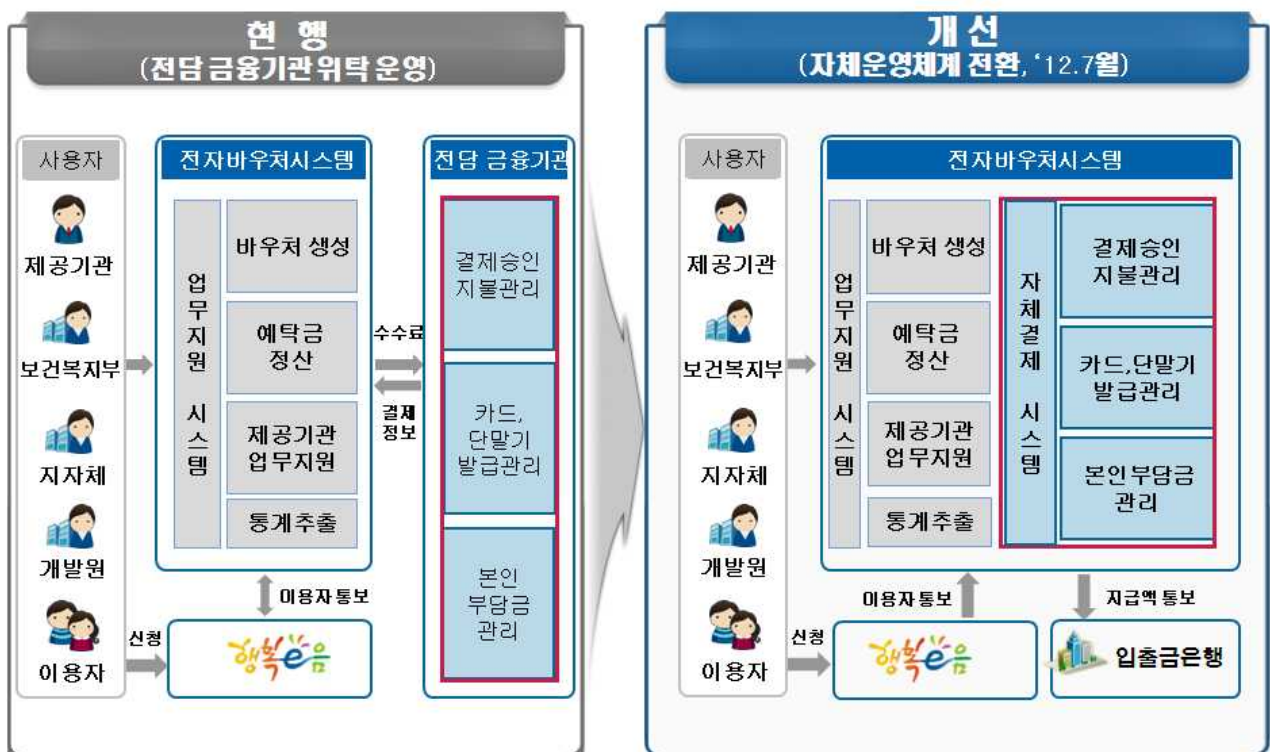 현 행
(전담 금융기관 위탁 운영)
사용자
제공기관
보건복지부
지자체
개발원
이용자
신청
전자바우처시스템
업무지원 시스템
바우처 생성
예탁금
정산
제공기관
업무지원
통계추출
이용자 통보
행복e음
수수료
결제
정보
전담 금융기관
결제승인
지불관리
카드,
단말기
발급관리
본인
부담금
관리
개 선
(자체운영체계 전환, ‘12.7월)
사용자
제공기관
보건복지부
지자체
개발원
이용자
신청
전자바우처시스템
업무지원 시스템
바우처 생성
예탁금
정산
제공기관
업무지원
통계추출
자체결제 시스템
결제승인
지불관리
카드,단말기
발급관리
본인부담금
관리
이용자 통보
행복e음
지급액 통보
입출금은행